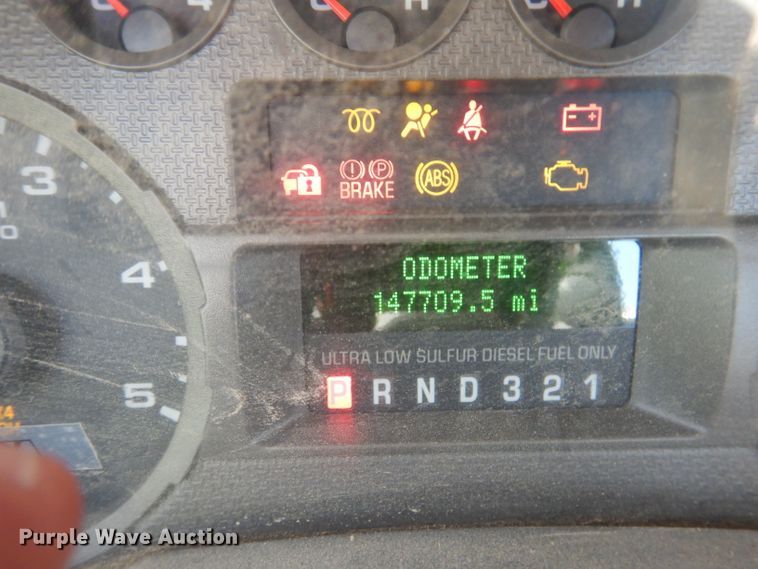 4
H
H
3
4
5
BRAKE
ABS
ODOMETER
147709.5 mi
ULTRA LOW SULFUR DIESEL FUEL ONLY
P R N D 3 2 1
Purple Wave Auction